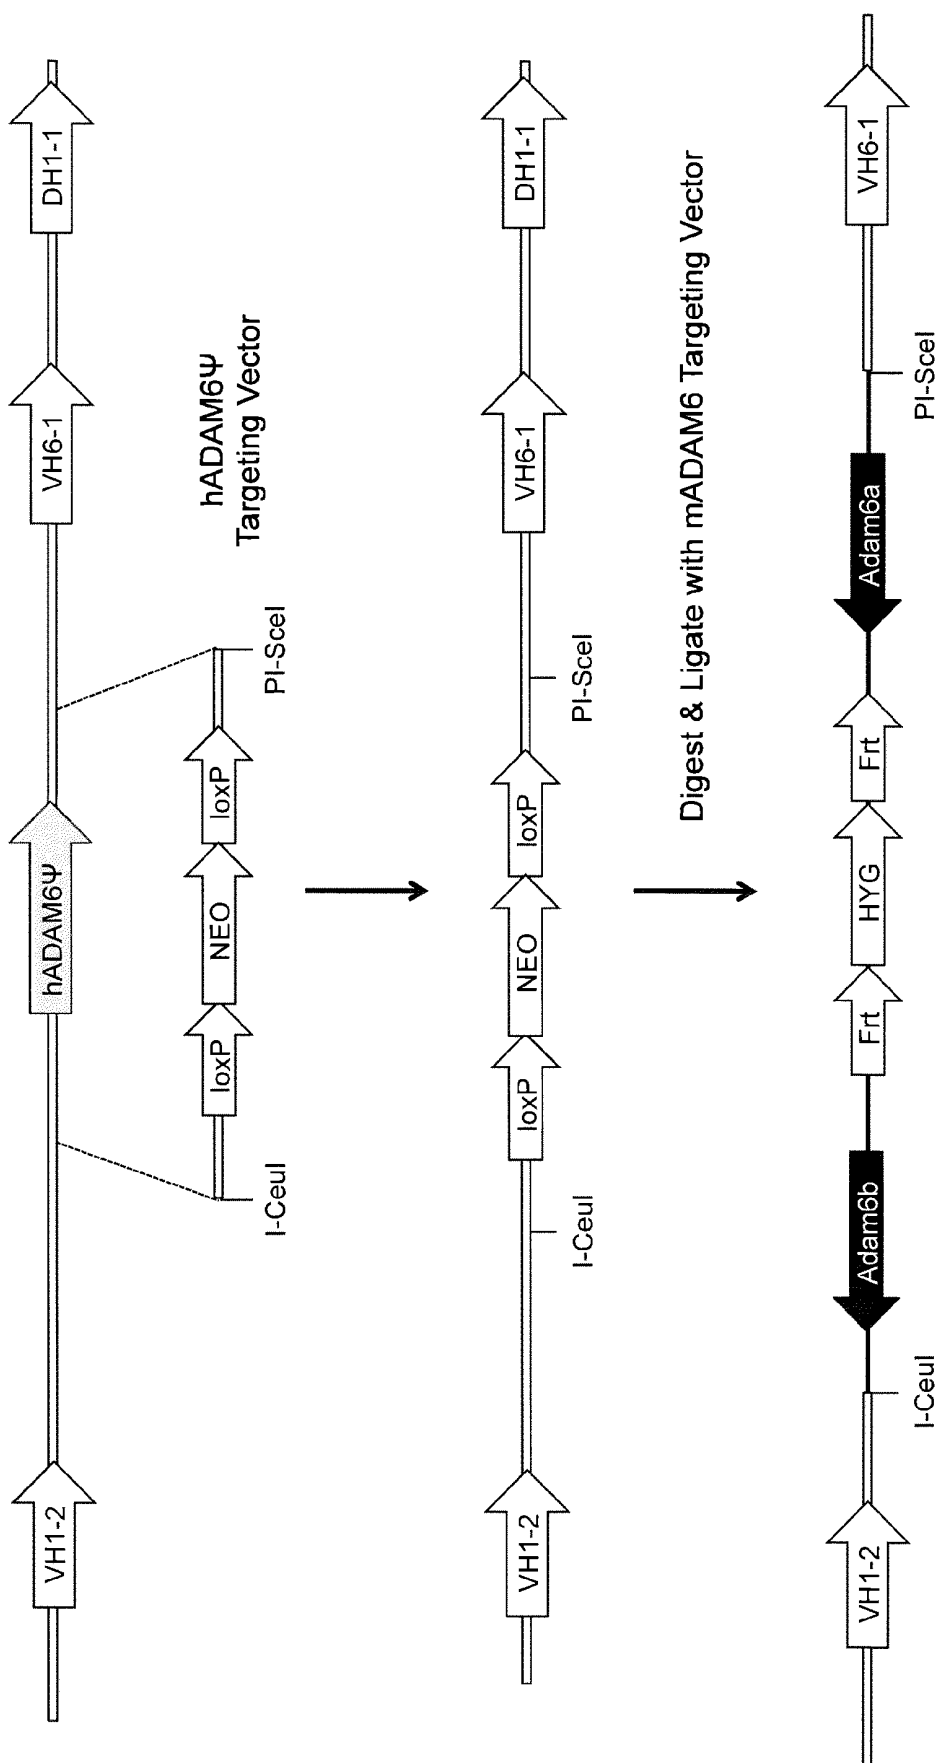 VH1-2
hADAM6Ψ
VH6-1
DH1-1
hADAM6Ψ
Targeting Vector
loxP
NEO
loxP
I-CeuI
PI-SceI
VH1-2
loxP
NEO
loxP
VH6-1
DH1-1
I-CeuI
PI-SceI
Digest & Ligate with mADAM6 Targeting Vector
VH1-2
Adam6b
Frt
HYG
Frt
Adam6a
VH6-1
I-CeuI
PI-SceI